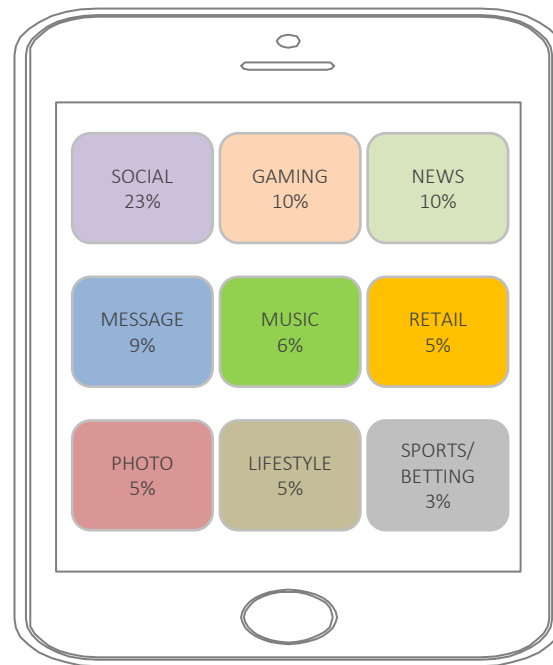 SOCIAL
23%
GAMING
10%
NEWS
10%
MESSAGE
9%
MUSIC
6%
RETAIL
5%
PHOTO
5%
LIFESTYLE
5%
SPORTS/
BETTING
3%